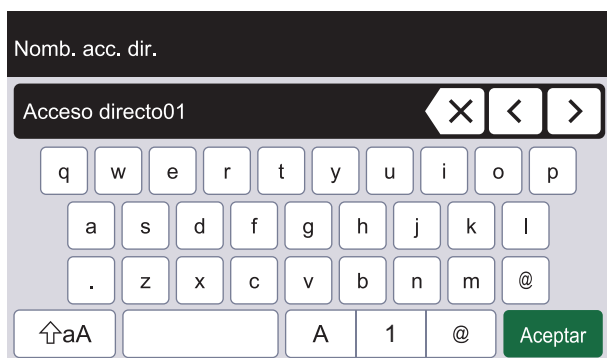 Nomb. acc. dir.
Acceso directo01
q w e r t y u i o p
a s d f g h j k l
. z x c v b n m @
aA A 1 @ Aceptar